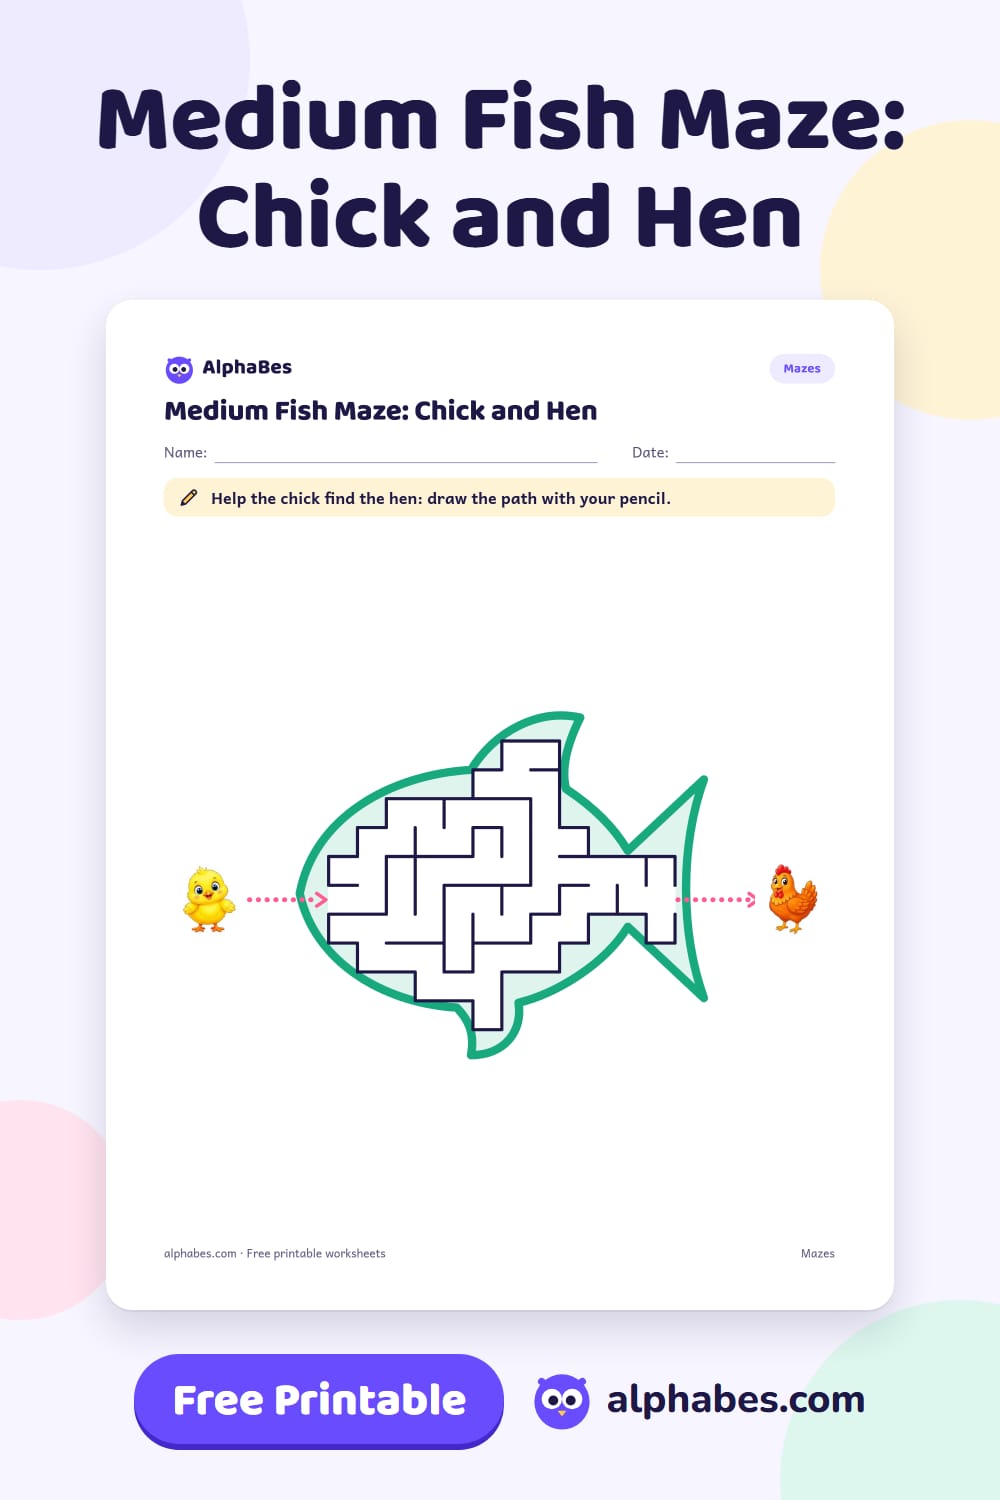 Medium Fish Maze:
Chick and Hen
AlphaBes
Mazes
Medium Fish Maze: Chick and Hen
Name:
Date:
Help the chick find the hen: draw the path with your pencil.
alphabes.com · Free printable worksheets
Mazes
Free Printable
alphabes.com